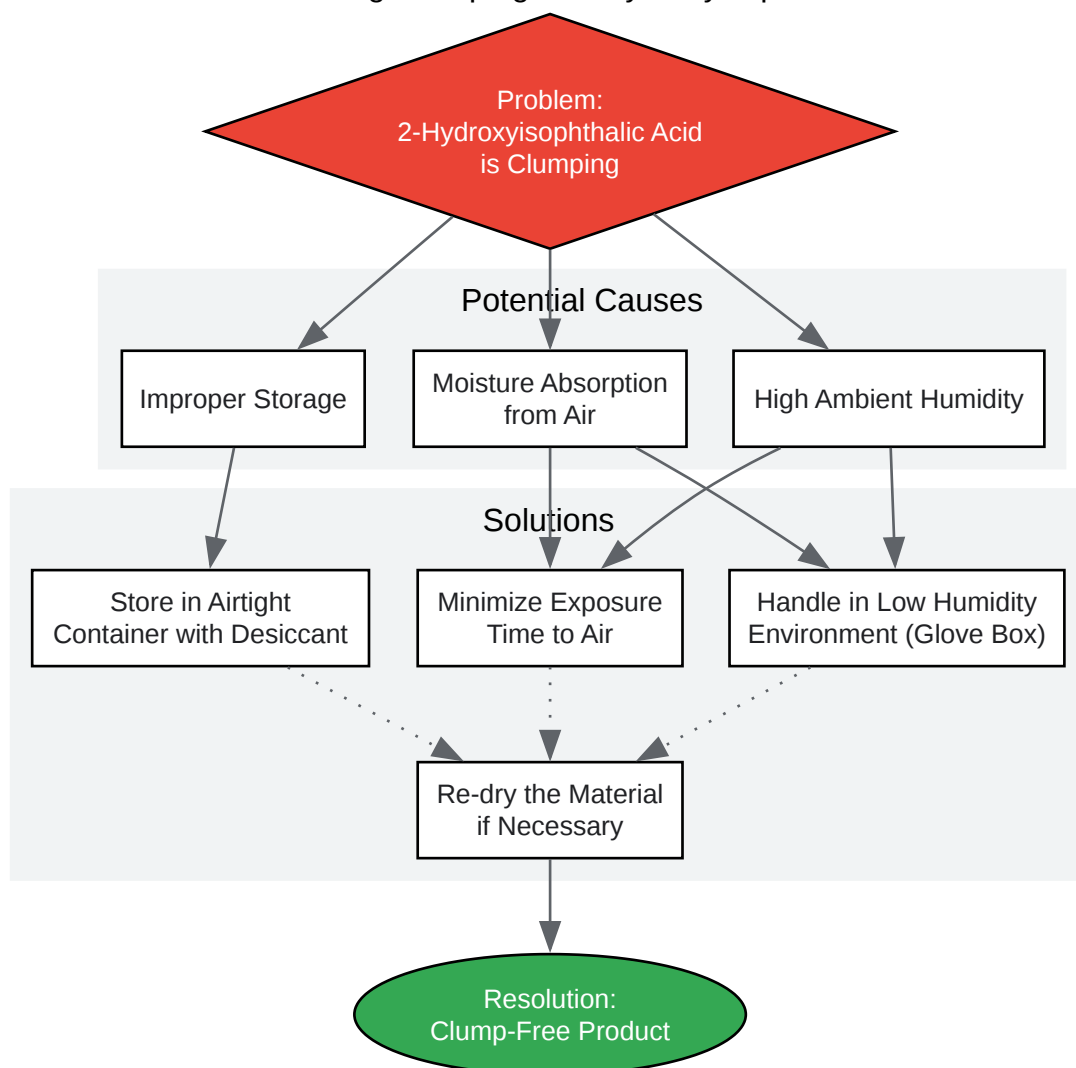 Problem:
2-Hydroxyisophthalic Acid
is Clumping
Potential Causes
Improper Storage
Moisture Absorption
from Air
High Ambient Humidity
Solutions
Store in Airtight
Container with Desiccant
Minimize Exposure
Time to Air
Handle in Low Humidity
Environment (Glove Box)
Re-dry the Material
if Necessary
Resolution:
Clump-Free Product